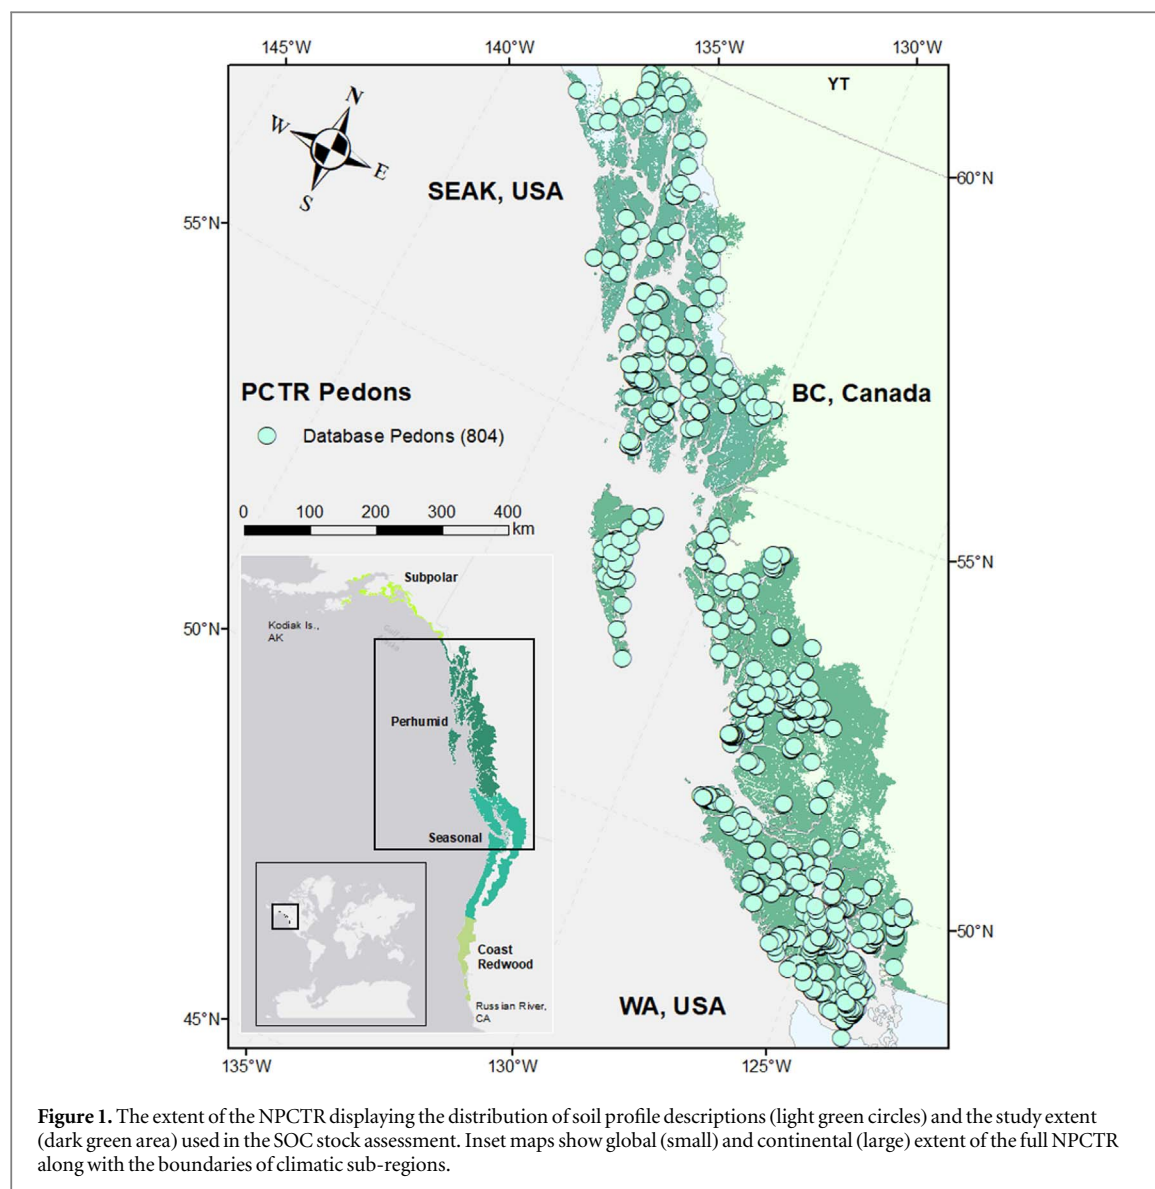 145°W 140°W 135°W 130°W
YT
N
W
E
S
60°N
SEAK, USA
55°N
PCTR Pedons
BC, Canada
Database Pedons (804)
0 100 200 300 400
km
55°N
Subpolar
Kodiak Is.,
AK
50°N
Perhumid
Seasonal
50°N
Coast
Redwood
WA, USA
Russian River,
CA
45°N
135°W 130°W 125°W
Figure 1. The extent of the NPCTR displaying the distribution of soil profile descriptions (light green circles) and the study extent
(dark green area) used in the SOC stock assessment. Inset maps show global (small) and continental (large) extent of the full NPCTR
along with the boundaries of climatic sub-regions.